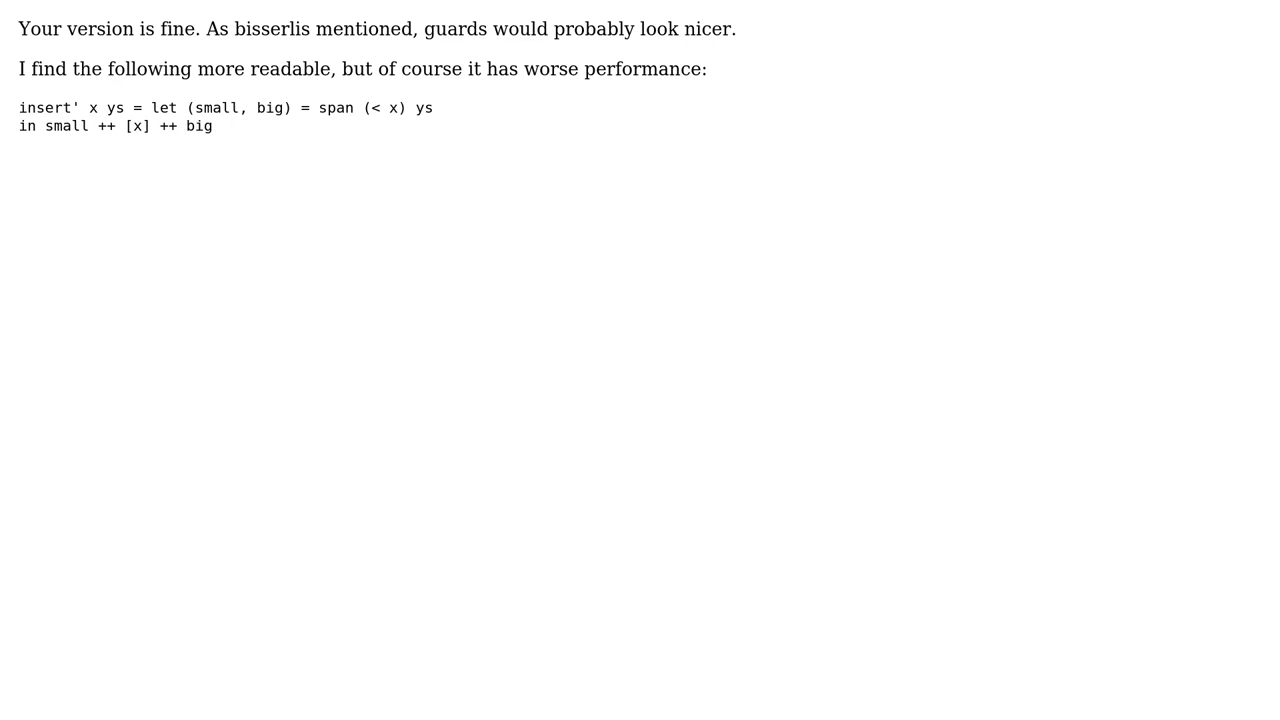 Your version is fine. As bisserlis mentioned, guards would probably look nicer.
I find the following more readable, but of course it has worse performance:
insert' x ys = let (small, big) = span (< x) ys
in small ++ [x] ++ big